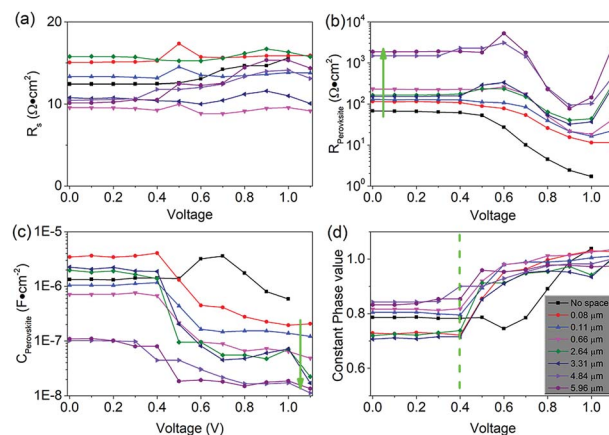 (a)
20
10
0
Rs (Ω•cm²)
0.0 0.2 0.4 0.6 0.8 1.0
Voltage
(b)
10⁴
10³
10²
10¹
10⁰
RPerovksite (Ω•cm²)
0.0 0.2 0.4 0.6 0.8 1.0
Voltage
(c)
1E-5
1E-6
1E-7
1E-8
CPerovskite (F•cm⁻²)
0.0 0.2 0.4 0.6 0.8 1.0
Voltage (V)
(d)
1.0
0.8
0.6
Constant Phase value
No space
0.08 μm
0.11 μm
0.66 μm
2.64 μm
3.31 μm
4.84 μm
5.96 μm
0.0 0.2 0.4 0.6 0.8 1.0
Voltage